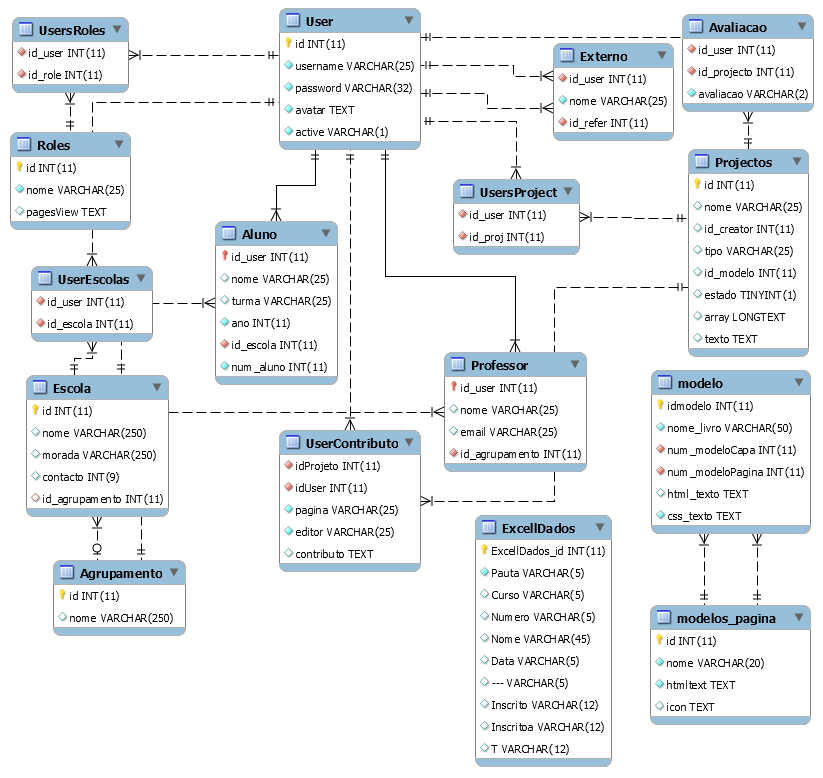 UsersRoles
id_user INT(11)
id_role INT(11)
User
id INT(11)
username VARCHAR(25)
password VARCHAR(32)
avatar TEXT
active VARCHAR(1)
Externo
id_user INT(11)
nome VARCHAR(25)
id_refer INT(11)
Avaliacao
id_user INT(11)
id_projecto INT(11)
avaliacao VARCHAR(2)
Roles
id INT(11)
nome VARCHAR(25)
pagesView TEXT
UsersProject
id_user INT(11)
id_proj INT(11)
Projectos
id INT(11)
nome VARCHAR(25)
id_creator INT(11)
tipo VARCHAR(25)
id_modelo INT(11)
estado TINYINT(1)
array LONGTEXT
texto TEXT
Aluno
id_user INT(11)
nome VARCHAR(25)
turma VARCHAR(25)
ano INT(11)
id_escola INT(11)
num_aluno INT(11)
UserEscolas
id_user INT(11)
id_escola INT(11)
Professor
id_user INT(11)
nome VARCHAR(25)
email VARCHAR(25)
id_agrupamento INT(11)
Escola
id INT(11)
nome VARCHAR(250)
morada VARCHAR(250)
contacto INT(9)
id_agrupamento INT(11)
modelo
idmodelo INT(11)
nome_livro VARCHAR(50)
num_modeloCapa INT(11)
num_modeloPagina INT(11)
html_texto TEXT
css_texto TEXT
UserContributo
idProjeto INT(11)
idUser INT(11)
pagina VARCHAR(25)
editor VARCHAR(25)
contributo TEXT
ExcellDados
ExcellDados_id INT(11)
Pauta VARCHAR(5)
Curso VARCHAR(5)
Numero VARCHAR(5)
Nome VARCHAR(45)
Data VARCHAR(5)
--- VARCHAR(5)
Inscrito VARCHAR(12)
Inscritoa VARCHAR(12)
T VARCHAR(12)
Agrupamento
id INT(11)
nome VARCHAR(250)
modelos_pagina
id INT(11)
nome VARCHAR(20)
htmltext TEXT
icon TEXT